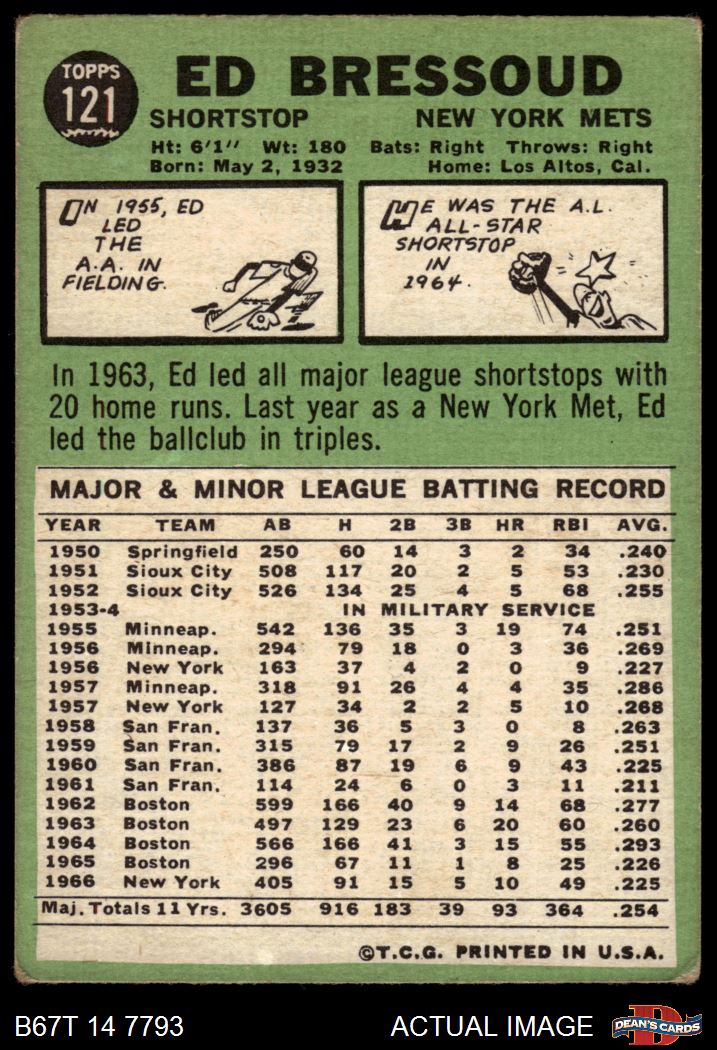 TOPPS
121
ED BRESSOUD
SHORTSTOP NEW YORK METS
Ht: 6'1" Wt: 180 Bats: Right Throws: Right
Born: May 2, 1932 Home: Los Altos, Cal.
ON 1955, ED
LED
THE
A.A. IN
FIELDING.
HE WAS THE A.L.
ALL-STAR
SHORTSTOP
IN
1964.
In 1963, Ed led all major league shortstops with
20 home runs. Last year as a New York Met, Ed
led the ballclub in triples.
MAJOR & MINOR LEAGUE BATTING RECORD
YEAR TEAM AB H 2B 3B HR RBI AVG.
1950 Springfield 250 60 14 3 2 34 .240
1951 Sioux City 508 117 20 2 5 53 .230
1952 Sioux City 526 134 25 4 5 68 .255
1953-4 IN MILITARY SERVICE
1955 Minneap. 542 136 35 3 19 74 .251
1956 Minneap. 294 79 18 0 3 36 .269
1956 New York 163 37 4 2 0 9 .227
1957 Minneap. 318 91 26 4 4 35 .286
1957 New York 127 34 2 2 5 10 .268
1958 San Fran. 137 36 5 3 0 8 .263
1959 San Fran. 315 79 17 2 9 26 .251
1960 San Fran. 386 87 19 6 9 43 .225
1961 San Fran. 114 24 6 0 3 11 .211
1962 Boston 599 166 40 9 14 68 .277
1963 Boston 497 129 23 6 20 60 .260
1964 Boston 566 166 41 3 15 55 .293
1965 Boston 296 67 11 1 8 25 .226
1966 New York 405 91 15 5 10 49 .225
Maj. Totals 11 Yrs. 3605 916 183 39 93 364 .254
©T.C.G. PRINTED IN U.S.A.
B67T 14 7793 ACTUAL IMAGE
D
DEAN'S CARDS